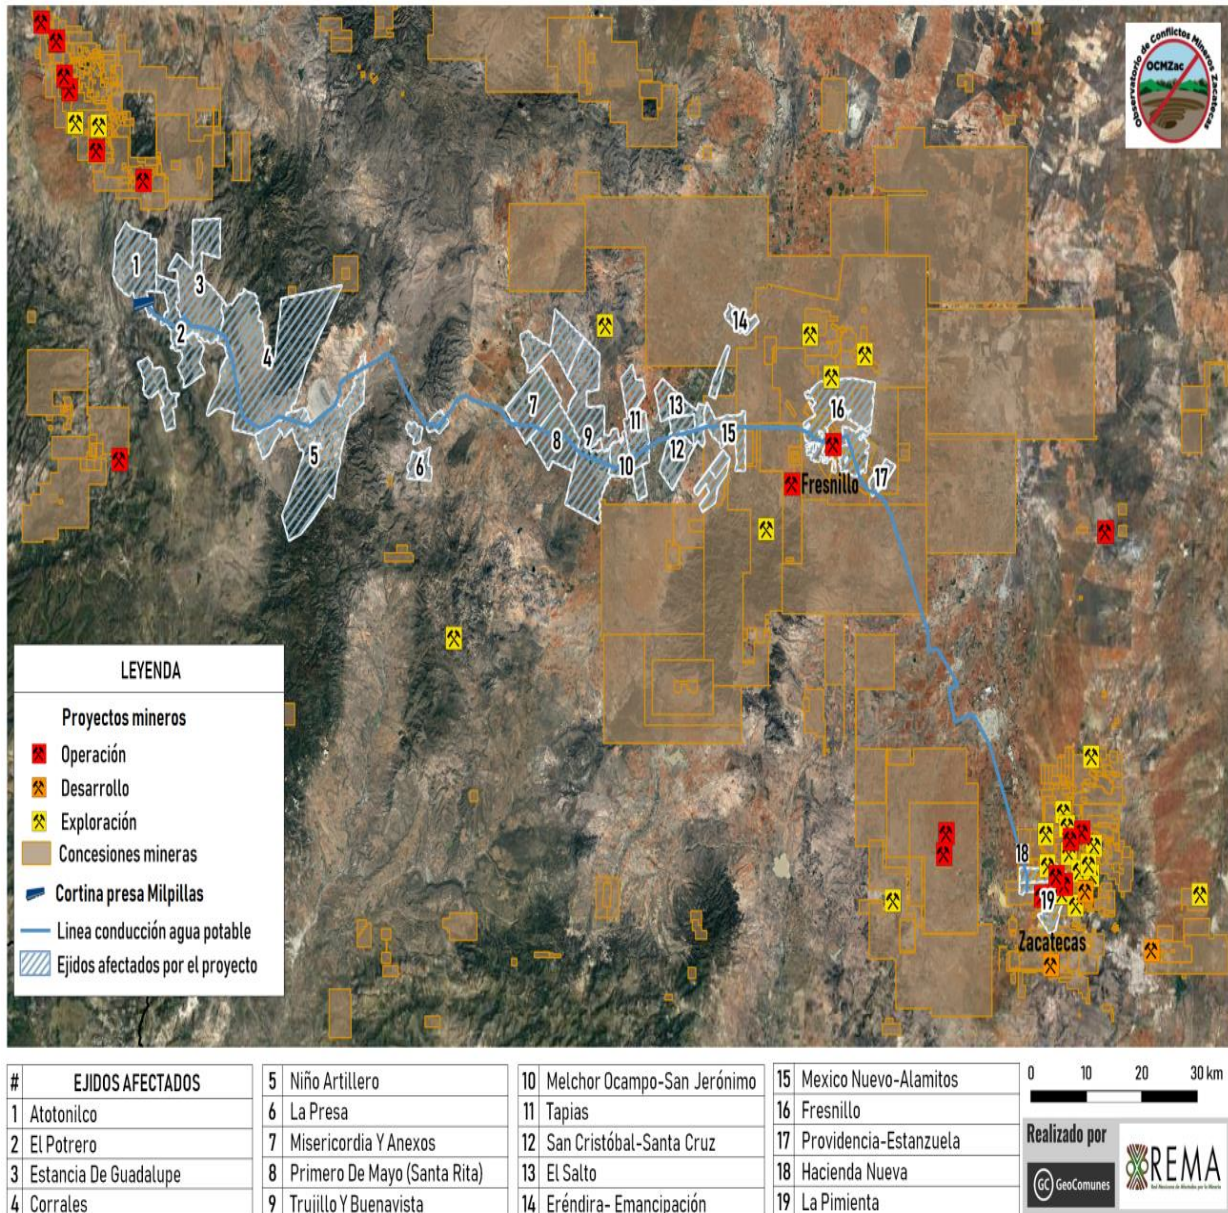 Observatorio de Conflictos Mineros Zacatecas
OCMZac
1
2
3
4
5
6
7
8
9
10
11
12
13
14
15
16
17
Fresnillo
18
19
Zacatecas
LEYENDA
Proyectos mineros
Operación
Desarrollo
Exploración
Concesiones mineras
Cortina presa Milpillas
Linea conducción agua potable
Ejidos afectados por el proyecto
# EJIDOS AFECTADOS
1 Atotonilco
2 El Potrero
3 Estancia De Guadalupe
4 Corrales
5 Niño Artillero
6 La Presa
7 Misericordia Y Anexos
8 Primero De Mayo (Santa Rita)
9 Trujillo Y Buenavista
10 Melchor Ocampo-San Jerónimo
11 Tapias
12 San Cristóbal-Santa Cruz
13 El Salto
14 Eréndira- Emancipación
15 Mexico Nuevo-Alamitos
16 Fresnillo
17 Providencia-Estanzuela
18 Hacienda Nueva
19 La Pimienta
0 10 20 30 km
Realizado por
GC GeoComunes
REMA
Red Mexicana de Afectados por la Minería